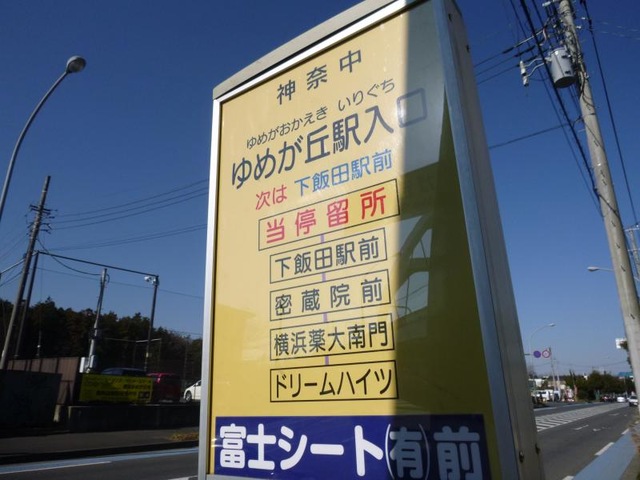 神奈中
ゆめがおかえき いりぐち
ゆめが丘駅入口
次は 下飯田駅前
当停留所
下飯田駅前
密蔵院前
横浜薬大南門
ドリームハイツ
富士シート(有)前